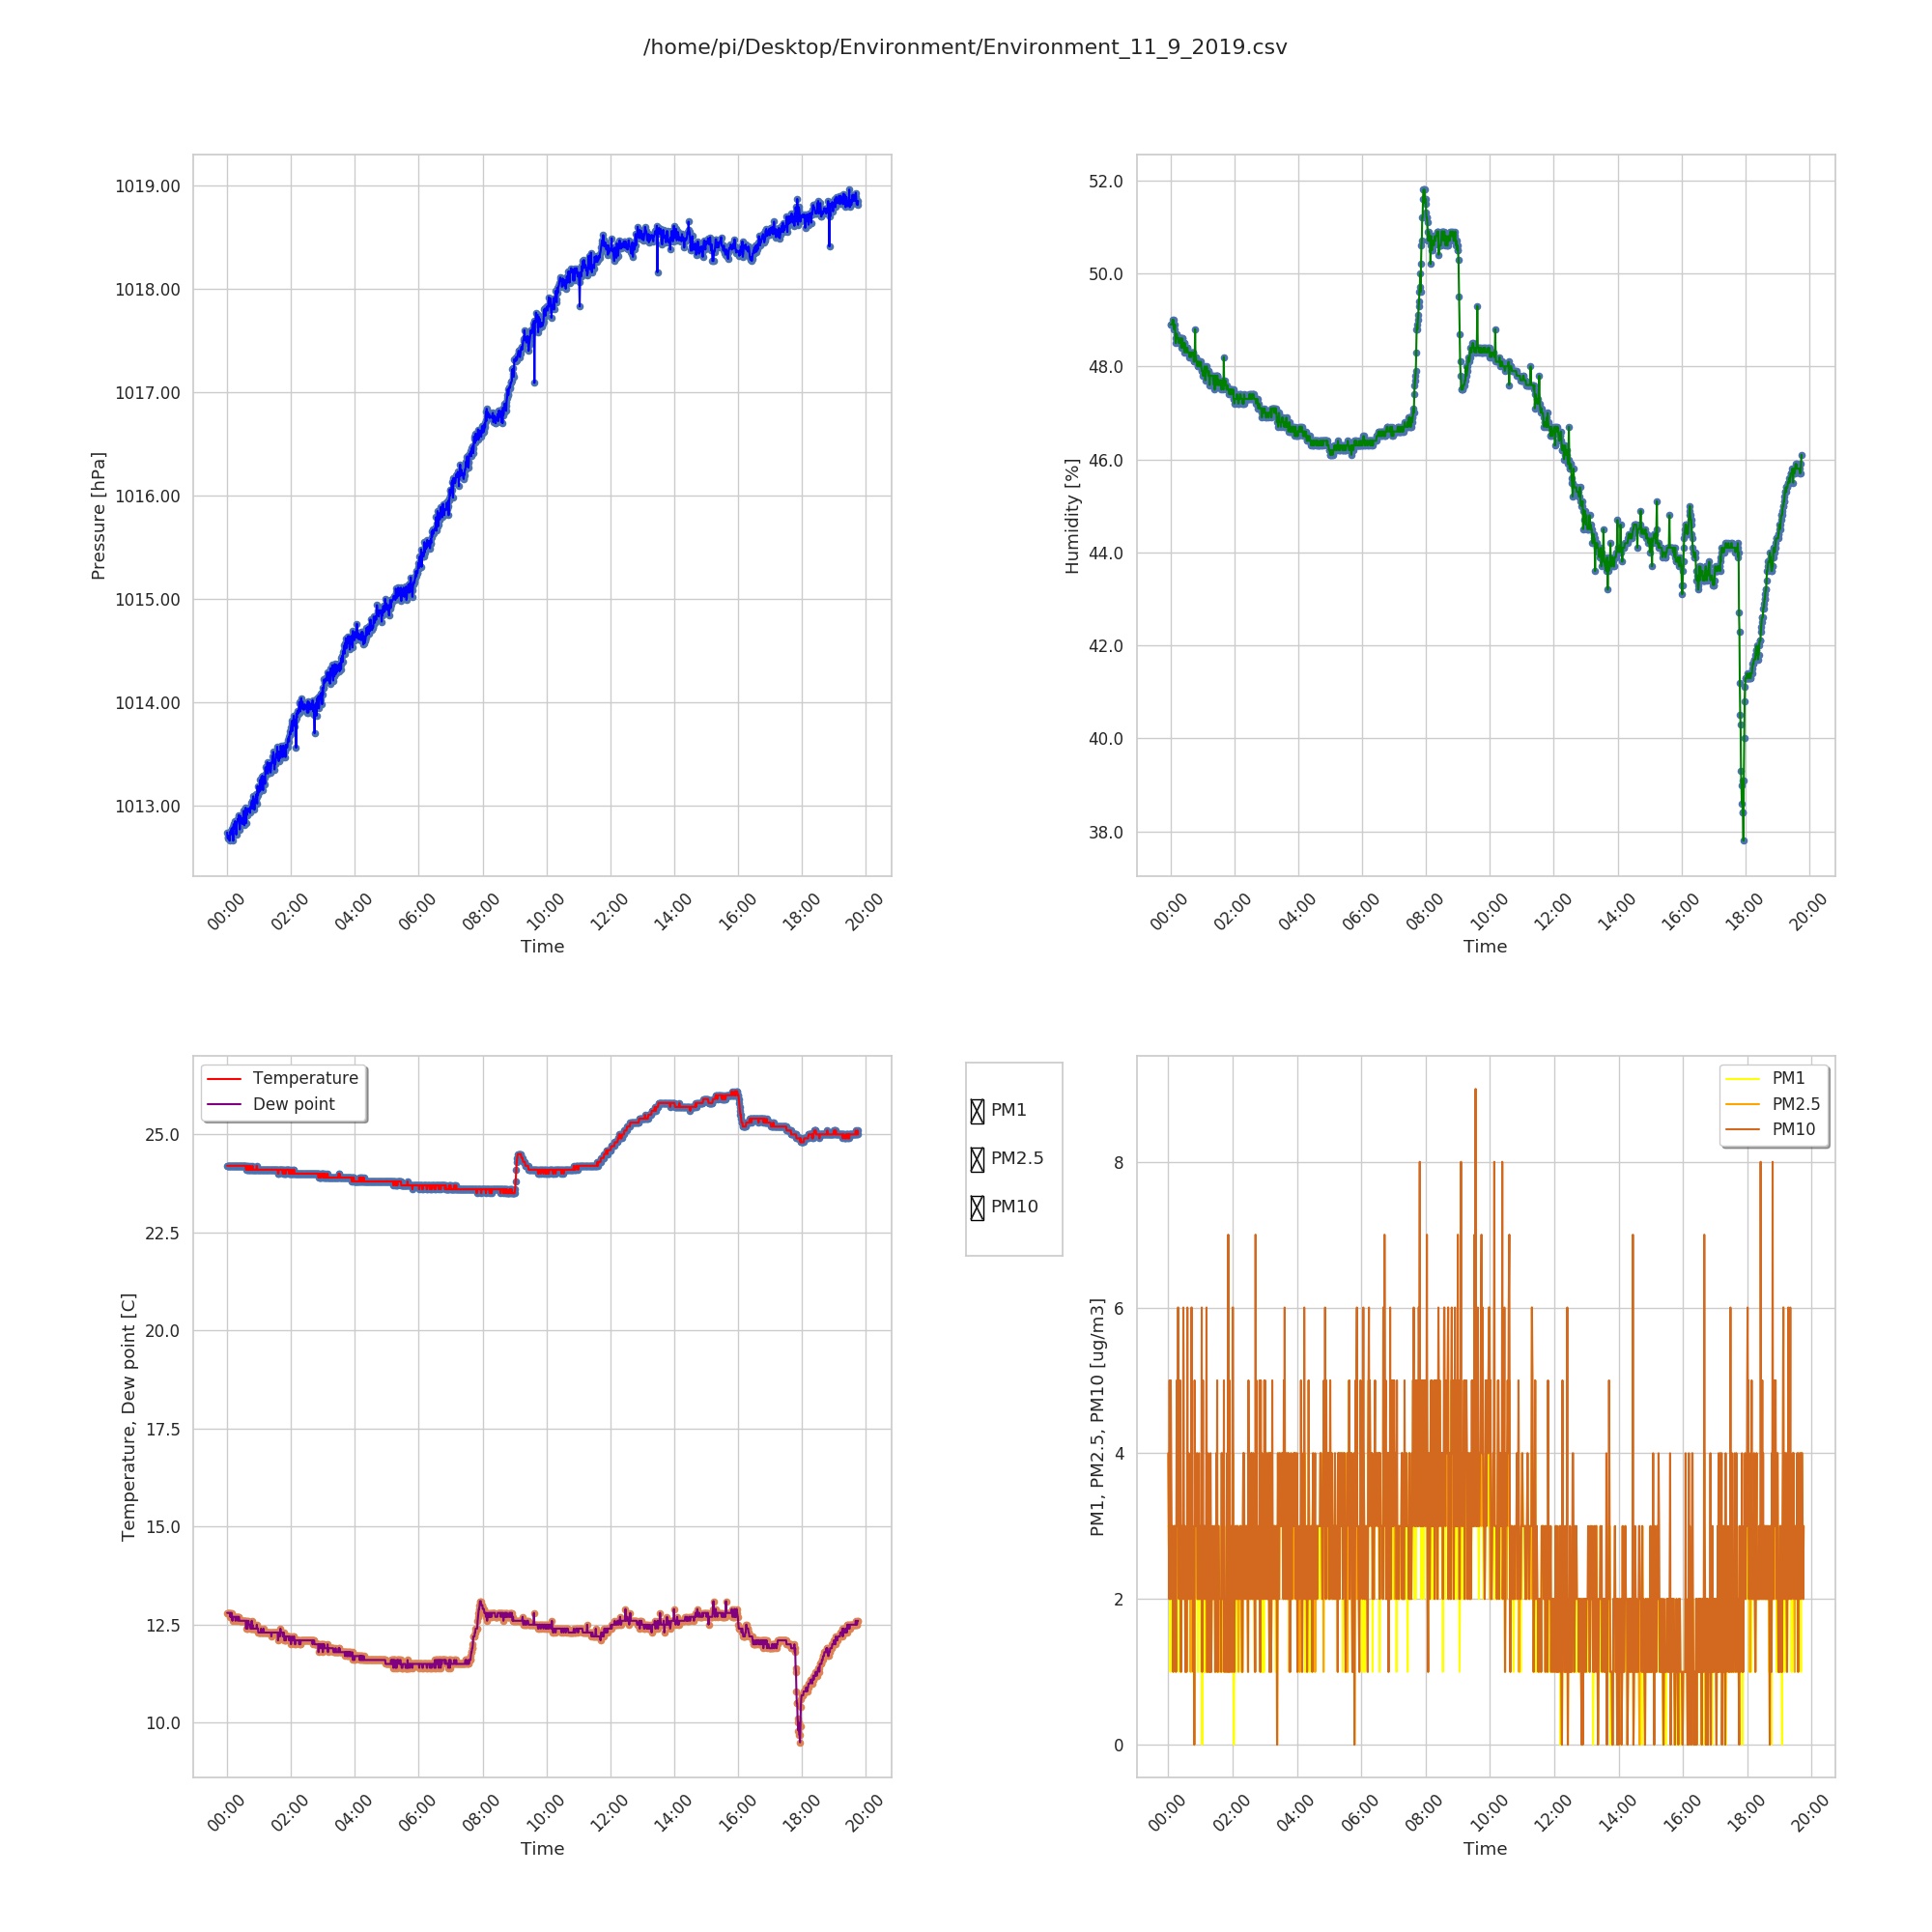 /home/pi/Desktop/Environment/Environment_11_9_2019.csv
1019.00
1018.00
1017.00
1016.00
1015.00
1014.00
1013.00
Pressure [hPa]
00:00 02:00 04:00 06:00 08:00 10:00 12:00 14:00 16:00 18:00 20:00
Time
52.0
50.0
48.0
46.0
44.0
42.0
40.0
38.0
Humidity [%]
00:00 02:00 04:00 06:00 08:00 10:00 12:00 14:00 16:00 18:00 20:00
Time
Temperature
Dew point
25.0
22.5
20.0
17.5
15.0
12.5
10.0
Temperature, Dew point [C]
00:00 02:00 04:00 06:00 08:00 10:00 12:00 14:00 16:00 18:00 20:00
Time
PM1
PM2.5
PM10
PM1
PM2.5
PM10
8
6
4
2
0
PM1, PM2.5, PM10 [ug/m3]
00:00 02:00 04:00 06:00 08:00 10:00 12:00 14:00 16:00 18:00 20:00
Time